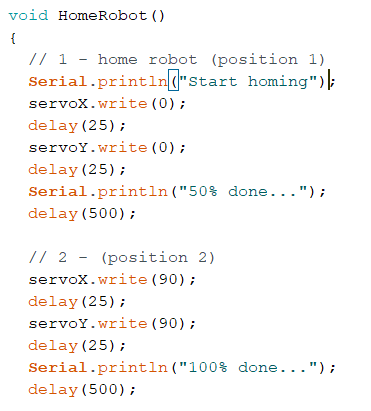 void HomeRobot()
{
// 1 - home robot (position 1)
Serial.println("Start homing");
servoX.write(0);
delay(25);
servoY.write(0);
delay(25);
Serial.println("50% done...");
delay(500);
// 2 - (position 2)
servoX.write(90);
delay(25);
servoY.write(90);
delay(25);
Serial.println("100% done...");
delay(500);